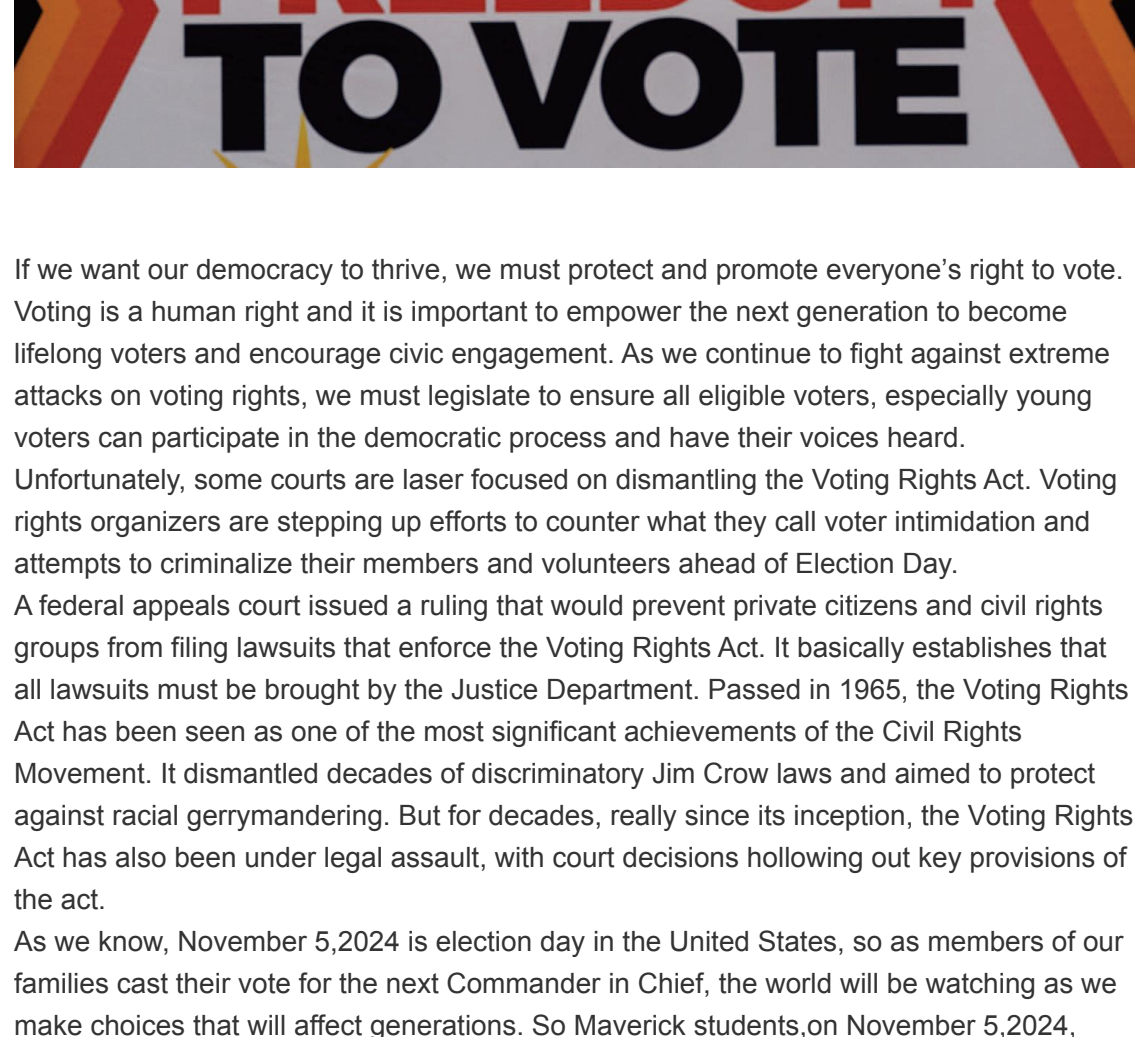 FREEDOM
TO VOTE
If we want our democracy to thrive, we must protect and promote everyone’s right to vote.
Voting is a human right and it is important to empower the next generation to become
lifelong voters and encourage civic engagement. As we continue to fight against extreme
attacks on voting rights, we must legislate to ensure all eligible voters, especially young
voters can participate in the democratic process and have their voices heard.
Unfortunately, some courts are laser focused on dismantling the Voting Rights Act. Voting
rights organizers are stepping up efforts to counter what they call voter intimidation and
attempts to criminalize their members and volunteers ahead of Election Day.
A federal appeals court issued a ruling that would prevent private citizens and civil rights
groups from filing lawsuits that enforce the Voting Rights Act. It basically establishes that
all lawsuits must be brought by the Justice Department. Passed in 1965, the Voting Rights
Act has been seen as one of the most significant achievements of the Civil Rights
Movement. It dismantled decades of discriminatory Jim Crow laws and aimed to protect
against racial gerrymandering. But for decades, really since its inception, the Voting Rights
Act has also been under legal assault, with court decisions hollowing out key provisions of
the act.
As we know, November 5,2024 is election day in the United States, so as members of our
families cast their vote for the next Commander in Chief, the world will be watching as we
make choices that will affect generations. So Maverick students,on November 5,2024,